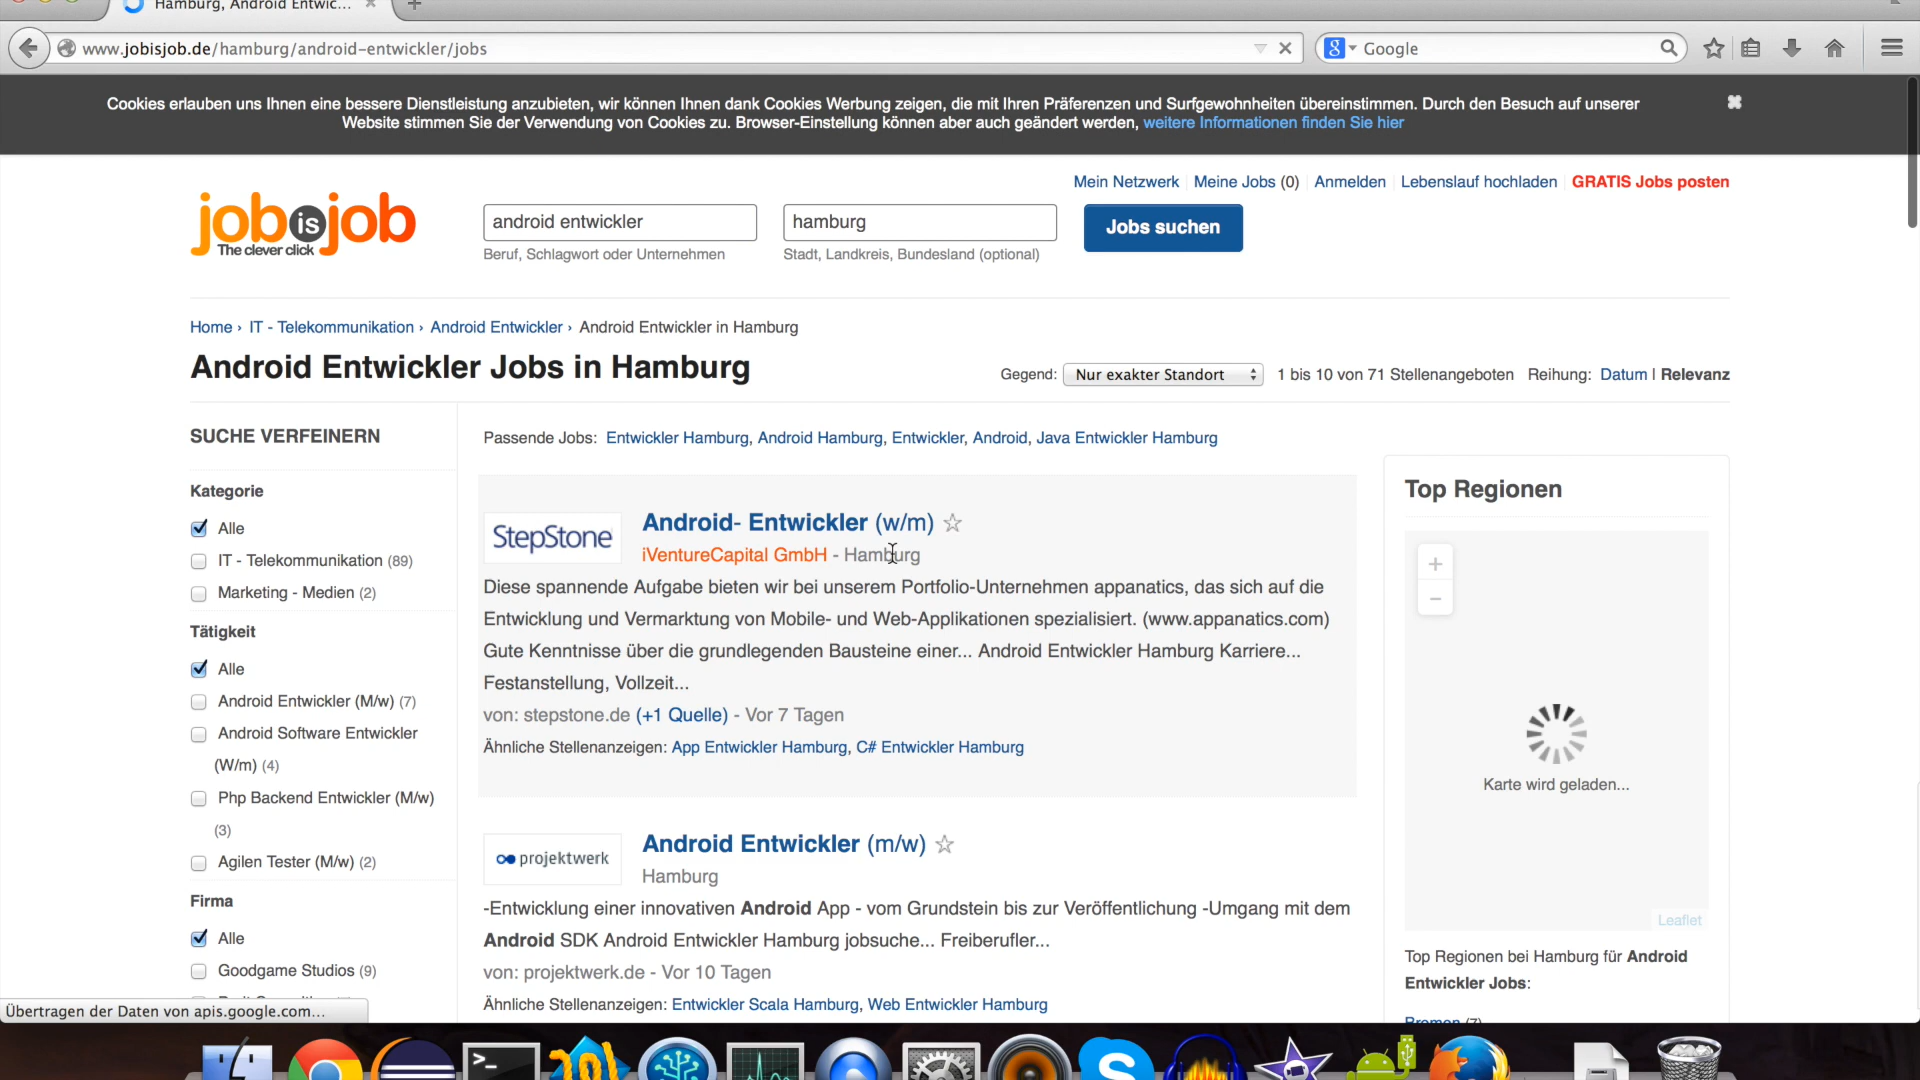 Hamburg, Android Entwic...
www.jobisjob.de/hamburg/android-entwickler/jobs
Google
Cookies erlauben uns Ihnen eine bessere Dienstleistung anzubieten, wir können Ihnen dank Cookies Werbung zeigen, die mit Ihren Präferenzen und Surfgewohnheiten übereinstimmen. Durch den Besuch auf unserer
Website stimmen Sie der Verwendung von Cookies zu. Browser-Einstellung können aber auch geändert werden, weitere Informationen finden Sie hier
Mein Netzwerk Meine Jobs (0) Anmelden Lebenslauf hochladen GRATIS Jobs posten
job is job
The clever click
android entwickler
hamburg
Jobs suchen
Beruf, Schlagwort oder Unternehmen
Stadt, Landkreis, Bundesland (optional)
Home › IT - Telekommunikation › Android Entwickler › Android Entwickler in Hamburg
Android Entwickler Jobs in Hamburg
Gegend: Nur exakter Standort 1 bis 10 von 71 Stellenangeboten Reihung: Datum | Relevanz
SUCHE VERFEINERN
Kategorie
Alle
IT - Telekommunikation (89)
Marketing - Medien (2)
Tätigkeit
Alle
Android Entwickler (M/w) (7)
Android Software Entwickler
(W/m) (4)
Php Backend Entwickler (M/w)
(3)
Agilen Tester (M/w) (2)
Firma
Alle
Goodgame Studios (9)
Übertragen der Daten von apis.google.com...
Passende Jobs: Entwickler Hamburg, Android Hamburg, Entwickler, Android, Java Entwickler Hamburg
StepStone
Android- Entwickler (w/m)
iVentureCapital GmbH - Hamburg
Diese spannende Aufgabe bieten wir bei unserem Portfolio-Unternehmen appanatics, das sich auf die
Entwicklung und Vermarktung von Mobile- und Web-Applikationen spezialisiert. (www.appanatics.com)
Gute Kenntnisse über die grundlegenden Bausteine einer... Android Entwickler Hamburg Karriere...
Festanstellung, Vollzeit...
von: stepstone.de (+1 Quelle) - Vor 7 Tagen
Ähnliche Stellenanzeigen: App Entwickler Hamburg, C# Entwickler Hamburg
projektwerk
Android Entwickler (m/w)
Hamburg
-Entwicklung einer innovativen Android App - vom Grundstein bis zur Veröffentlichung -Umgang mit dem
Android SDK Android Entwickler Hamburg jobsuche... Freiberufler...
von: projektwerk.de - Vor 10 Tagen
Ähnliche Stellenanzeigen: Entwickler Scala Hamburg, Web Entwickler Hamburg
Top Regionen
+
−
Karte wird geladen...
Leaflet
Top Regionen bei Hamburg für Android
Entwickler Jobs:
Bremen (7)